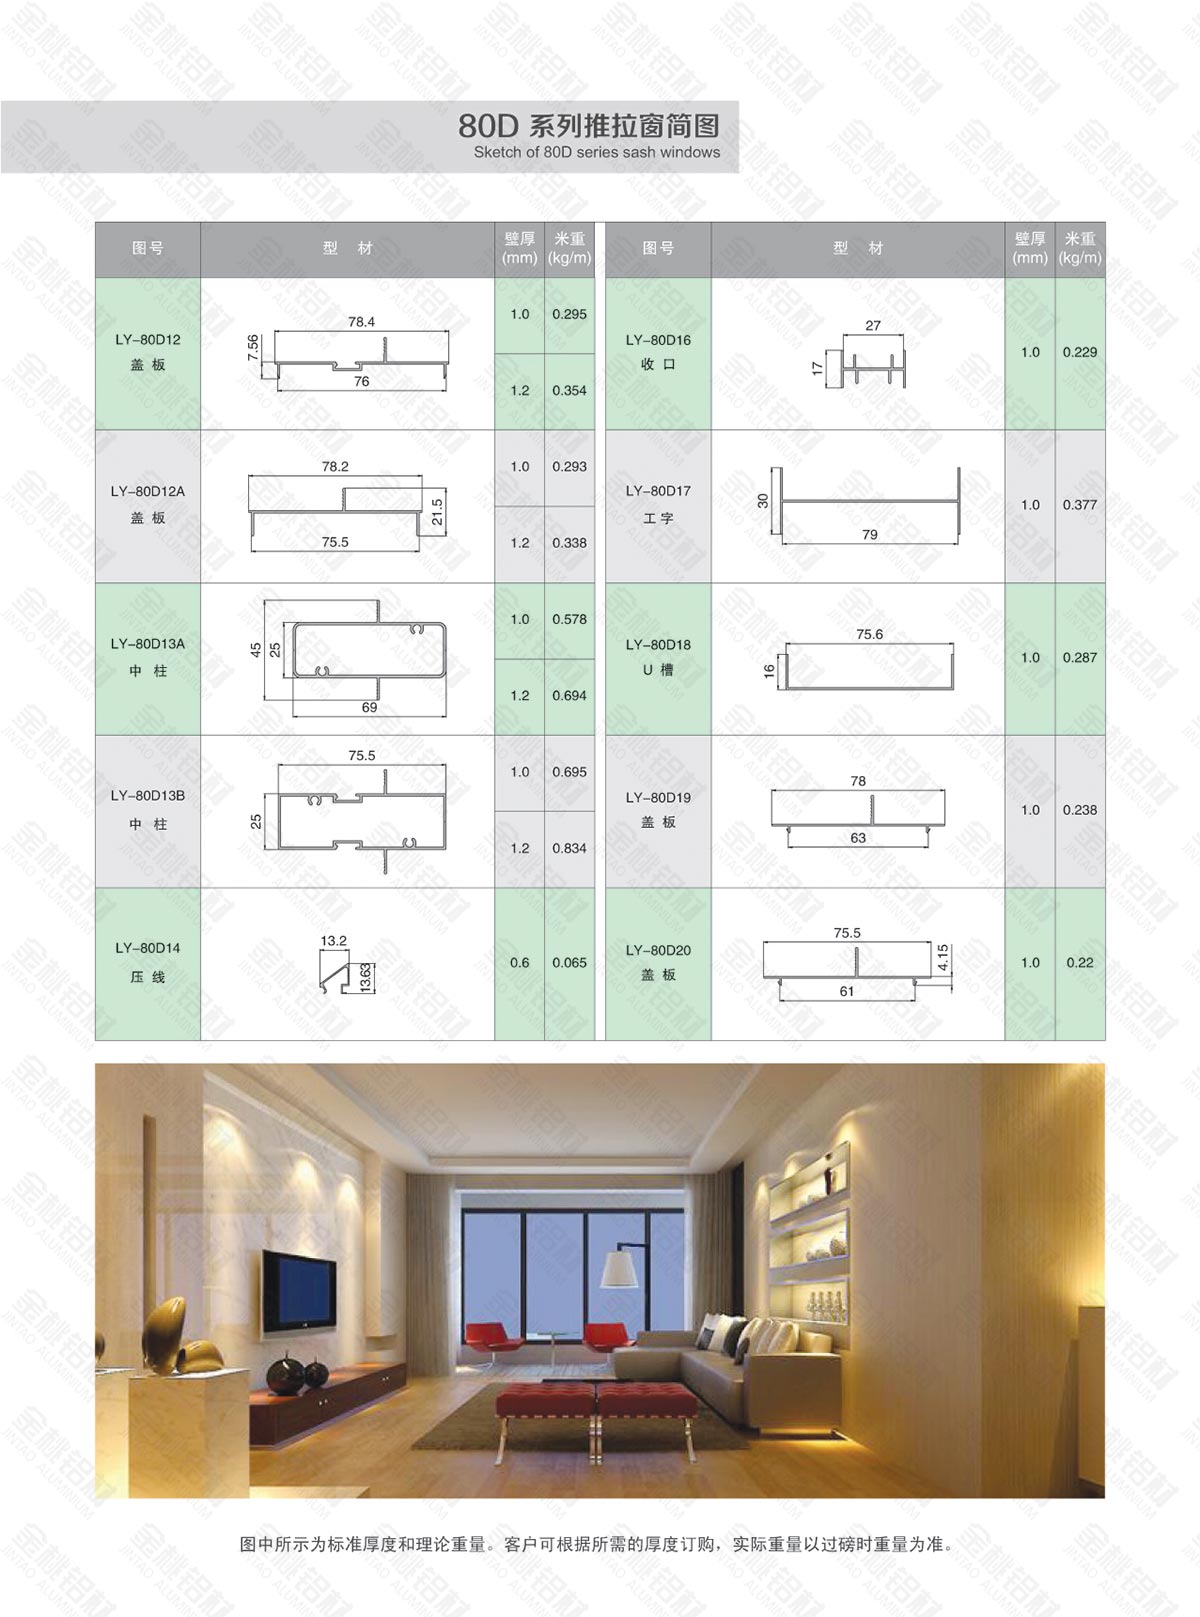 80D 系列推拉窗简图
Sketch of 80D series sash windows
图号 型 材 壁厚(mm) 米重(kg/m)
LY-80D12 盖板
78.4
7.56
76
1.0 0.295
1.2 0.354
LY-80D12A 盖板
78.2
21.5
75.5
1.0 0.293
1.2 0.338
LY-80D13A 中柱
45
25
69
1.0 0.578
1.2 0.694
LY-80D13B 中柱
75.5
25
1.0 0.695
1.2 0.834
LY-80D14 压线
13.2
13.63
0.6 0.065
图号 型 材 壁厚(mm) 米重(kg/m)
LY-80D16 收口
27
17
1.0 0.229
LY-80D17 工字
30
79
1.0 0.377
LY-80D18 U槽
75.6
16
1.0 0.287
LY-80D19 盖板
78
63
1.0 0.238
LY-80D20 盖板
75.5
4.15
61
1.0 0.22
图中所示为标准厚度和理论重量。客户可根据所需的厚度订购，实际重量以过磅时重量为准。
金桃铝材
JINTAO ALUMINIUM